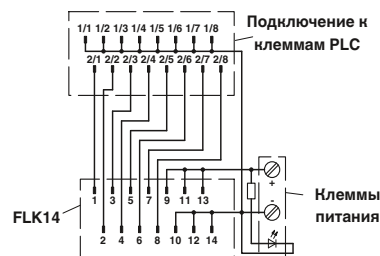 1/1 1/2 1/3 1/4 1/5 1/6 1/7 1/8
Подключение к
клеммам PLC
2/1 2/2 2/3 2/4 2/5 2/6 2/7 2/8
+
-
1 3 5 7 9 11 13
Клеммы
питания
FLK14
2 4 6 8 10 12 14